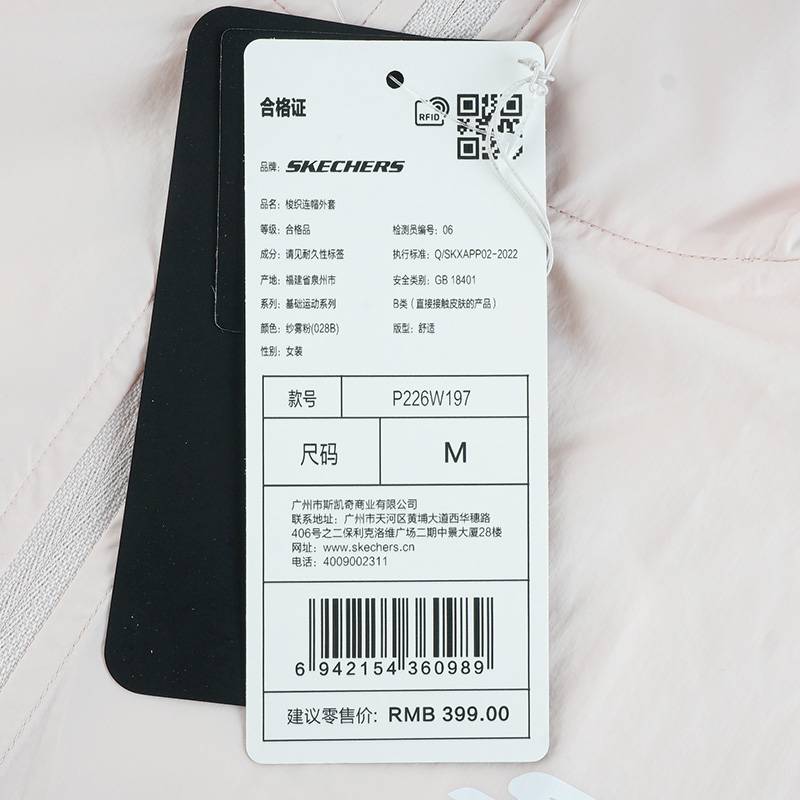 合格证
RFID
品牌: SKECHERS
品名: 梭织连帽外套
等级: 合格品 检测员编号: 06
成分: 请见耐久性标签 执行标准: Q/SKXAPP02-2022
产地: 福建省泉州市 安全类别: GB 18401
系列: 基础运动系列 B类（直接接触皮肤的产品）
颜色: 纱雾粉(028B) 版型: 舒适
性别: 女装
款号 P226W197
尺码 M
广州市斯凯奇商业有限公司
联系地址: 广州市天河区黄埔大道西华穗路
406号之二保利克洛维广场二期中景大厦28楼
网址: www.skechers.cn
电话: 4009002311
6 942154 360989
建议零售价: RMB 399.00